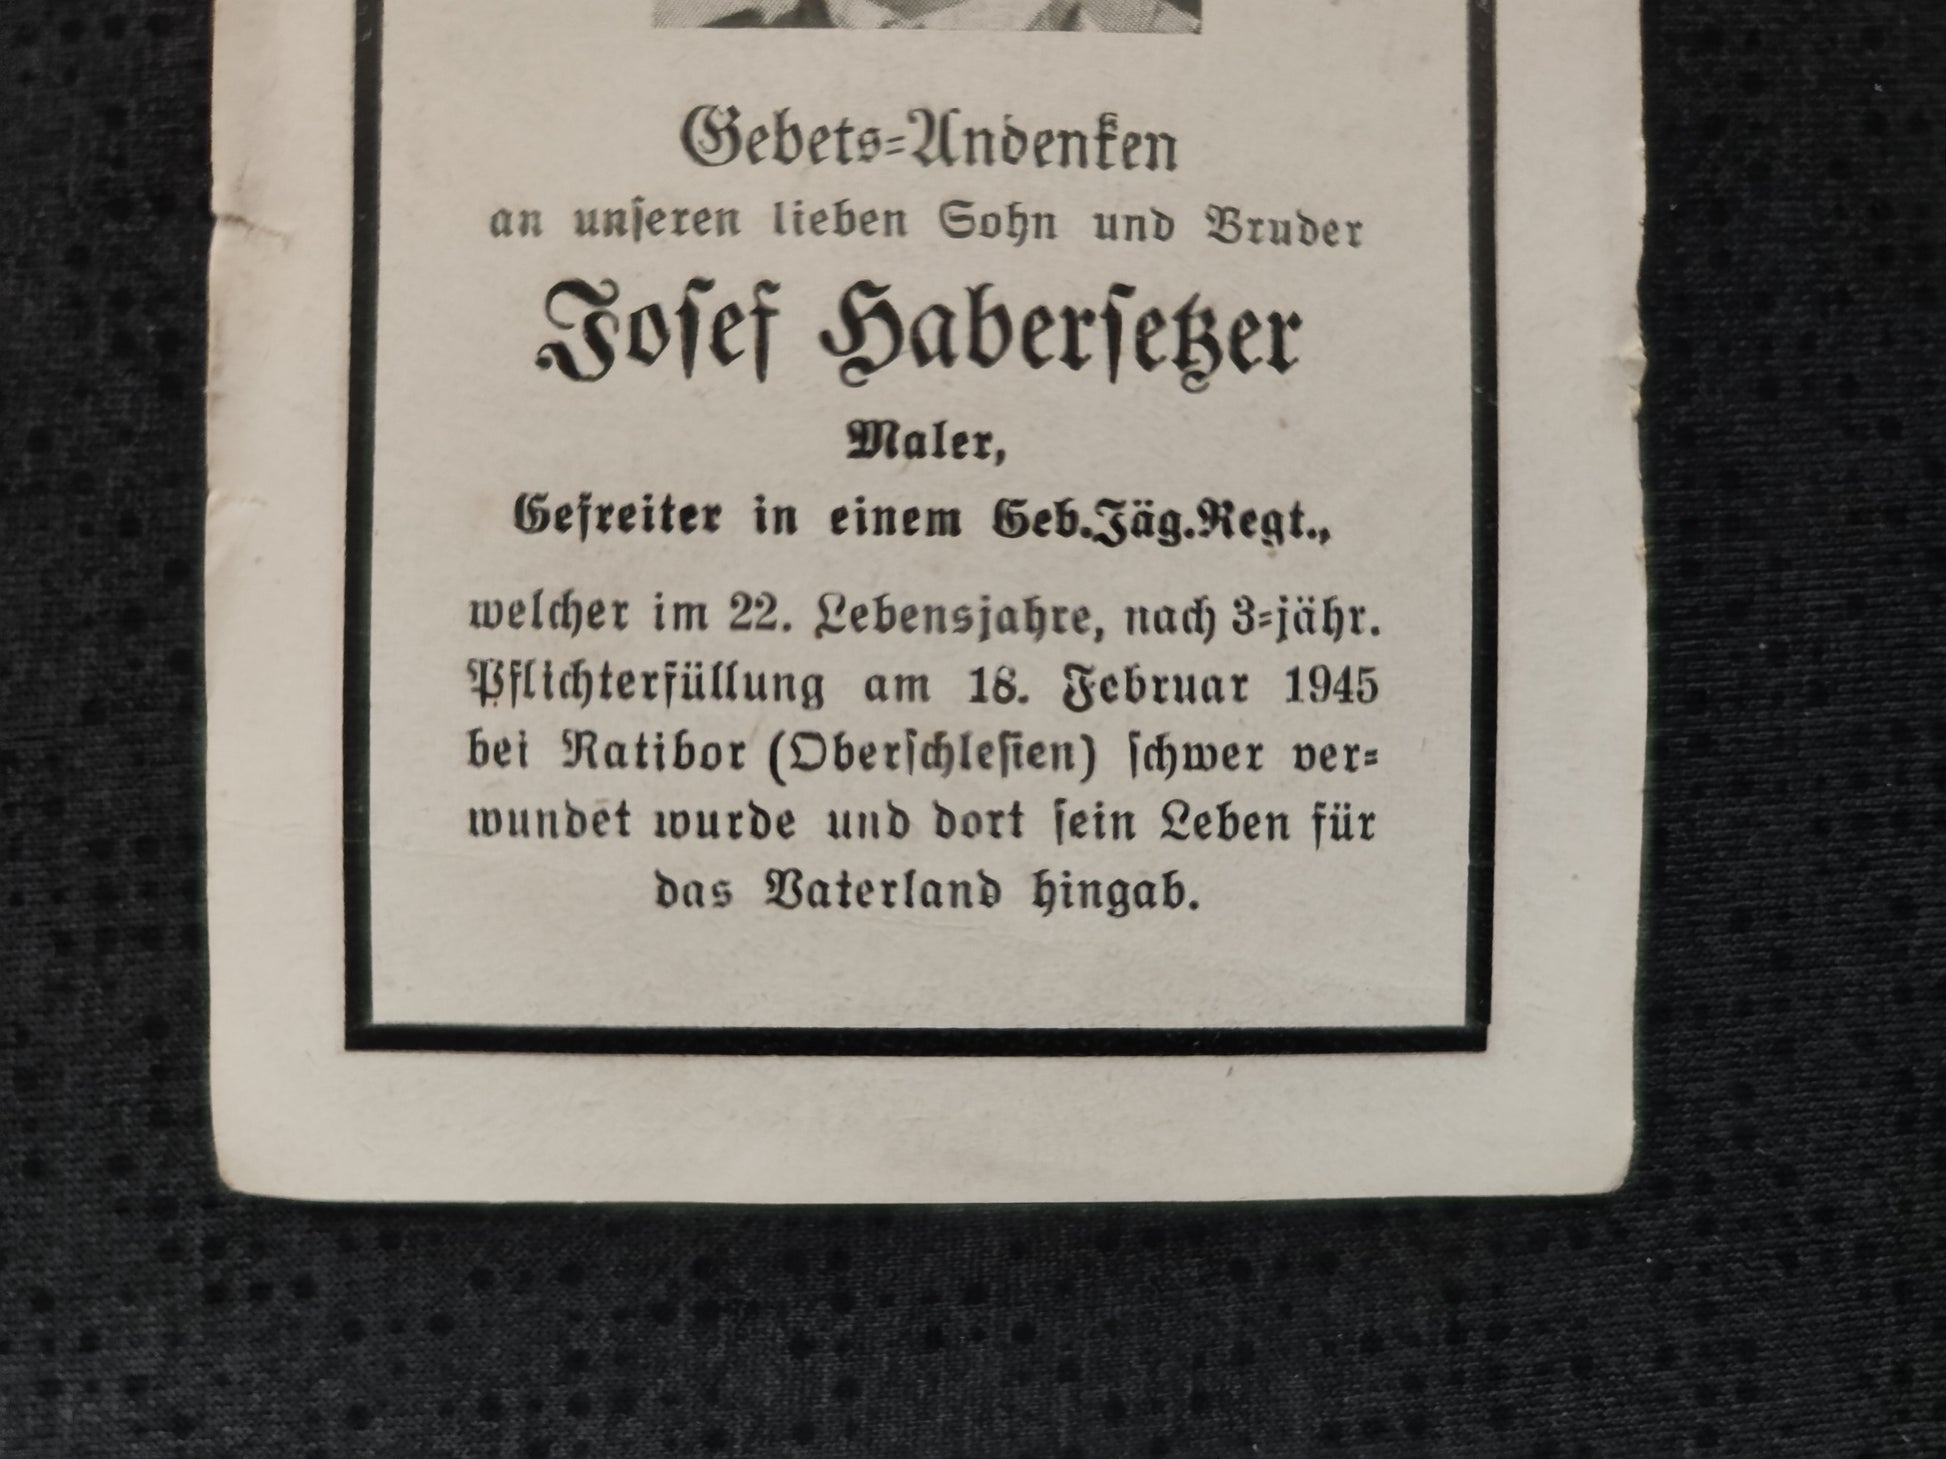 Gebets-Andenken
an unseren lieben Sohn und Bruder
Josef Habersetzer
Maler,
Gefreiter in einem Geb.Jäg.Regt.,
welcher im 22. Lebensjahre, nach 3-jähr.
Pflichterfüllung am 18. Februar 1945
bei Ratibor (Oberschlesien) schwer ver-
wundet wurde und dort sein Leben für
das Vaterland hingab.